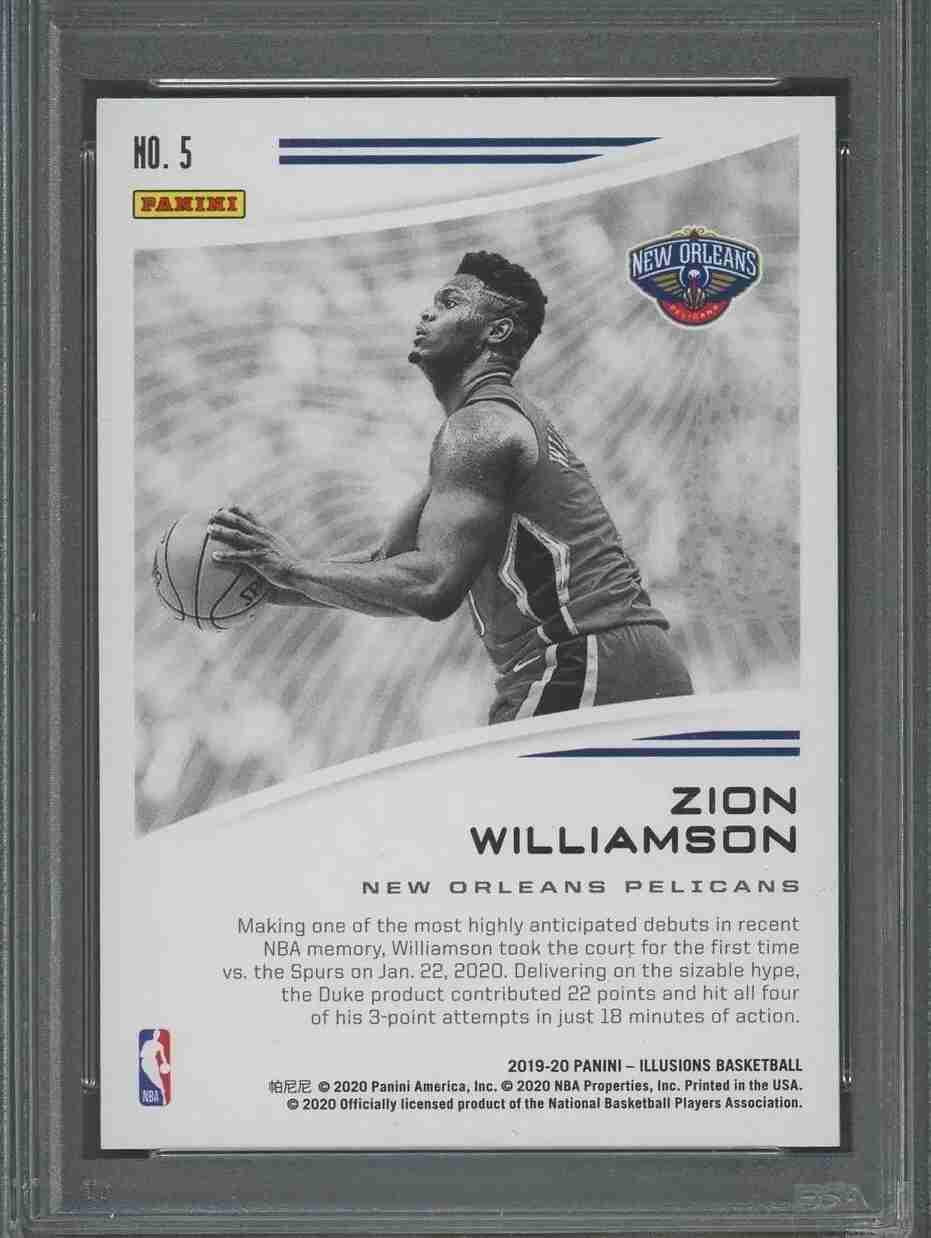 NO. 5
PANINI
NEW ORLEANS
PELICANS
ZION
WILLIAMSON
NEW ORLEANS PELICANS
Making one of the most highly anticipated debuts in recent
NBA memory, Williamson took the court for the first time
vs. the Spurs on Jan. 22, 2020. Delivering on the sizable hype,
the Duke product contributed 22 points and hit all four
of his 3-point attempts in just 18 minutes of action.
NBA
2019-20 PANINI – ILLUSIONS BASKETBALL
帕尼尼 © 2020 Panini America, Inc. © 2020 NBA Properties, Inc. Printed in the USA.
© 2020 Officially licensed product of the National Basketball Players Association.